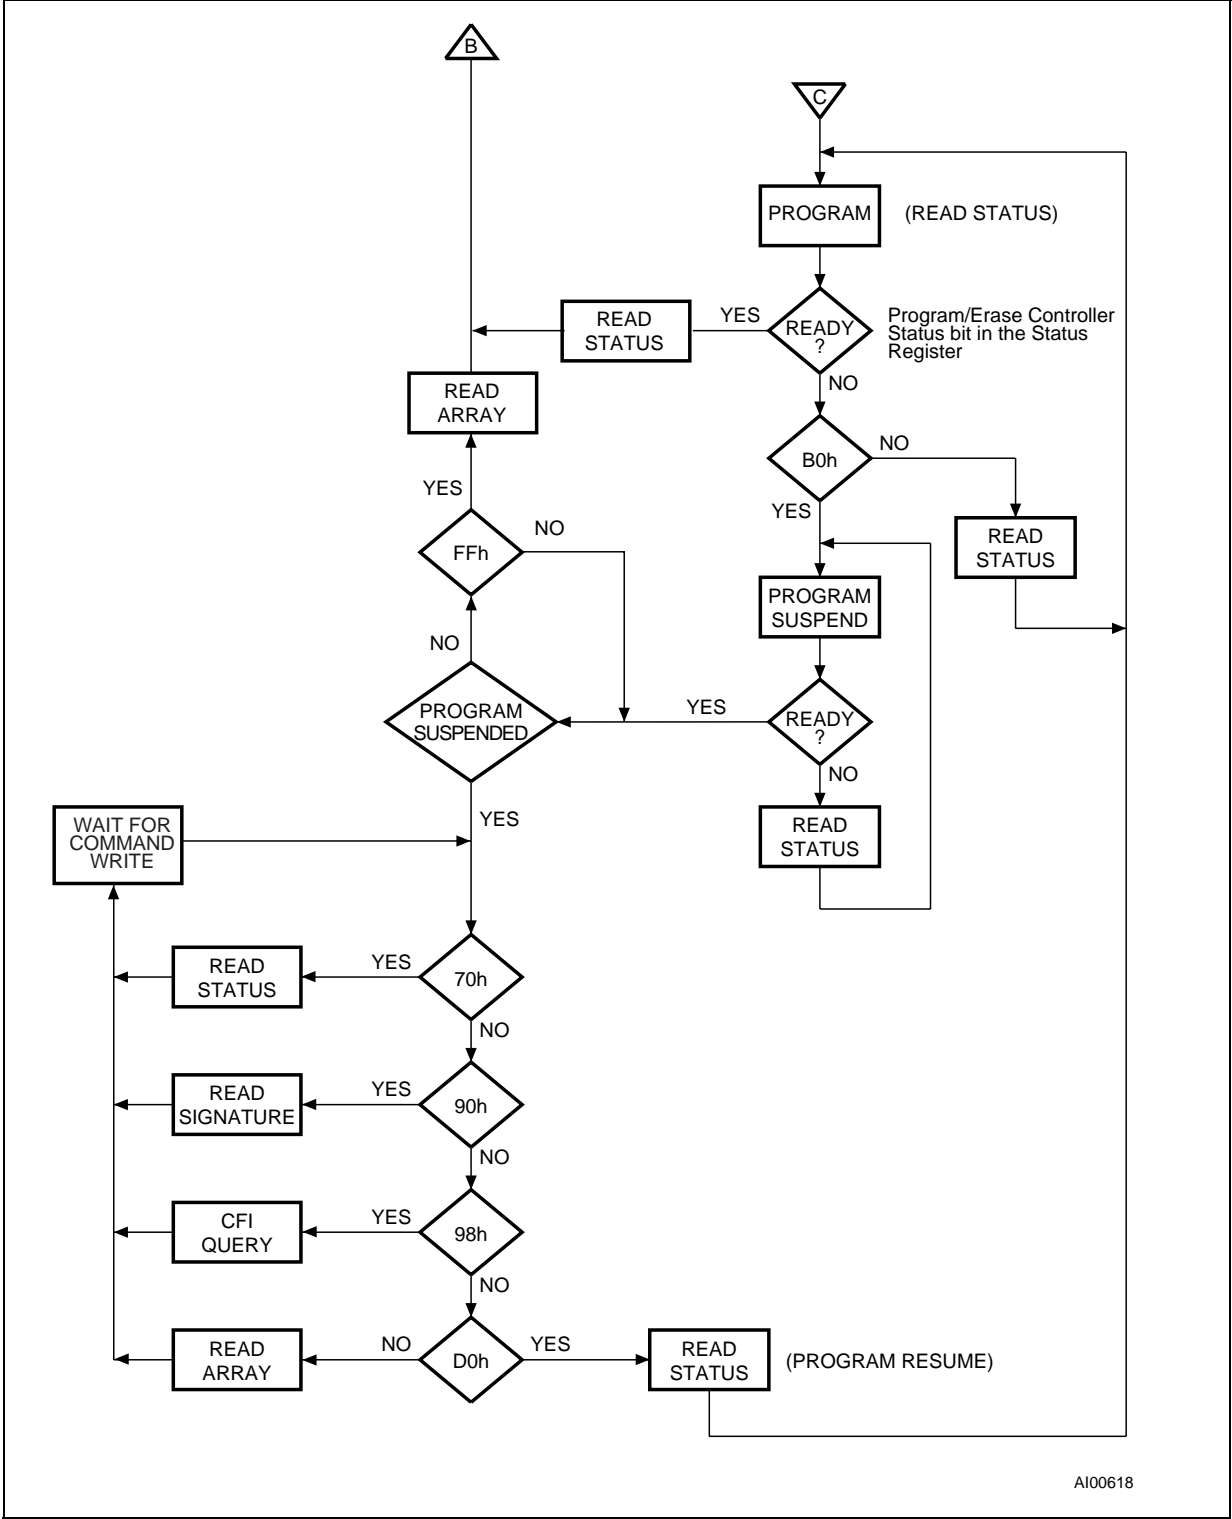 B
C
PROGRAM
(READ STATUS)
READ
STATUS
YES
READY
?
Program/Erase Controller
Status bit in the Status
Register
NO
READ
ARRAY
B0h
NO
YES
YES
FFh
NO
READ
STATUS
PROGRAM
SUSPEND
NO
PROGRAM
SUSPENDED
YES
READY
?
NO
YES
WAIT FOR
COMMAND
WRITE
READ
STATUS
READ
STATUS
YES
70h
NO
READ
SIGNATURE
YES
90h
NO
CFI
QUERY
YES
98h
NO
READ
ARRAY
NO
D0h
YES
READ
STATUS
(PROGRAM RESUME)
AI00618